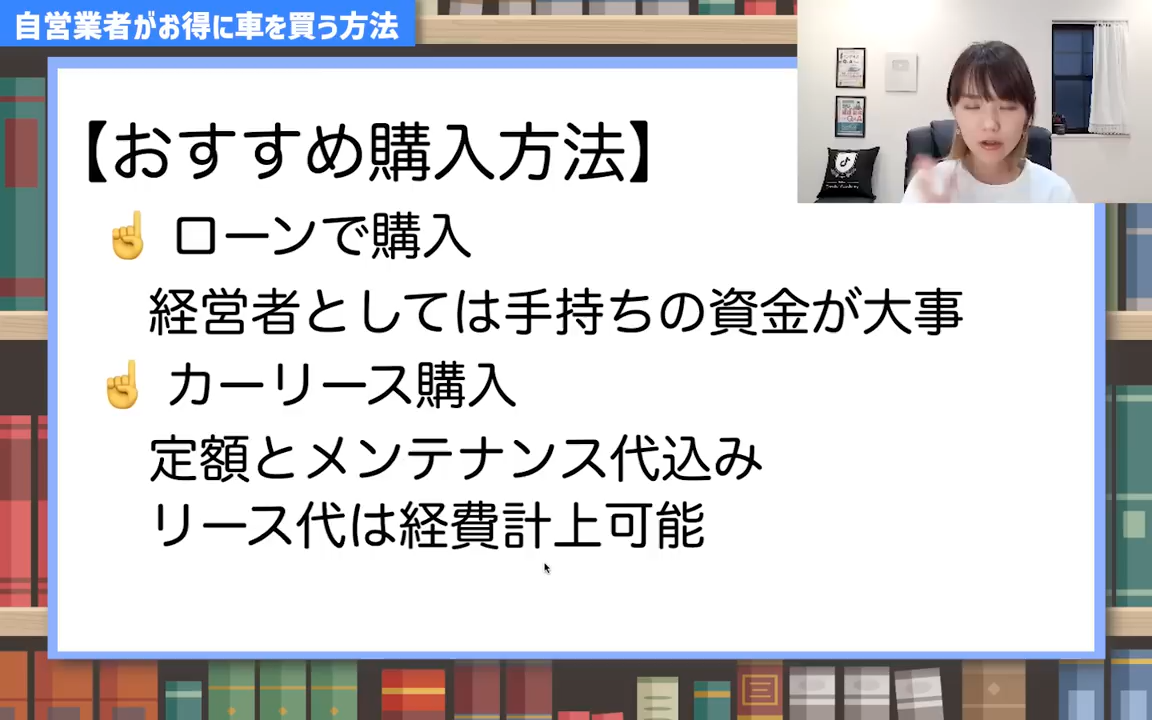 自営業者がお得に車を買う方法
【おすすめ購入方法】
☝ ローンで購入
経営者としては手持ちの資金が大事
☝ カーリース購入
定額とメンテナンス代込み
リース代は経費計上可能